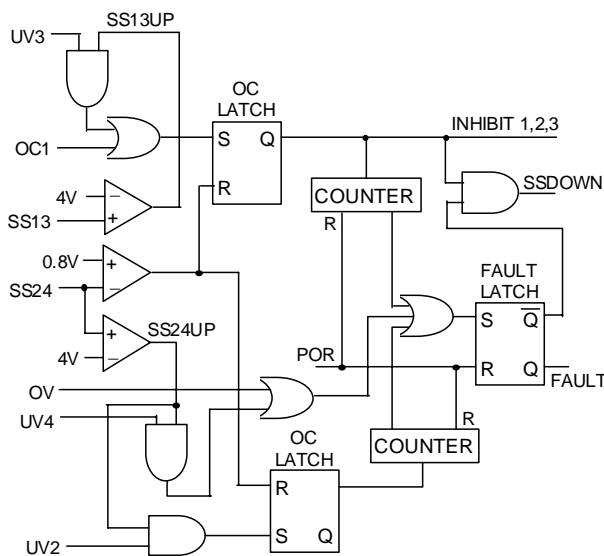 SS13UP
UV3
OC
LATCH
S Q
INHIBIT 1,2,3
OC1
R
COUNTER
SSDOWN
4V − +
SS13
R
0.8V + −
FAULT
LATCH
SS24
S Q
SS24UP
+ −
4V
POR
R Q
FAULT
OV
UV4
R
OC
LATCH
COUNTER
R
S Q
UV2